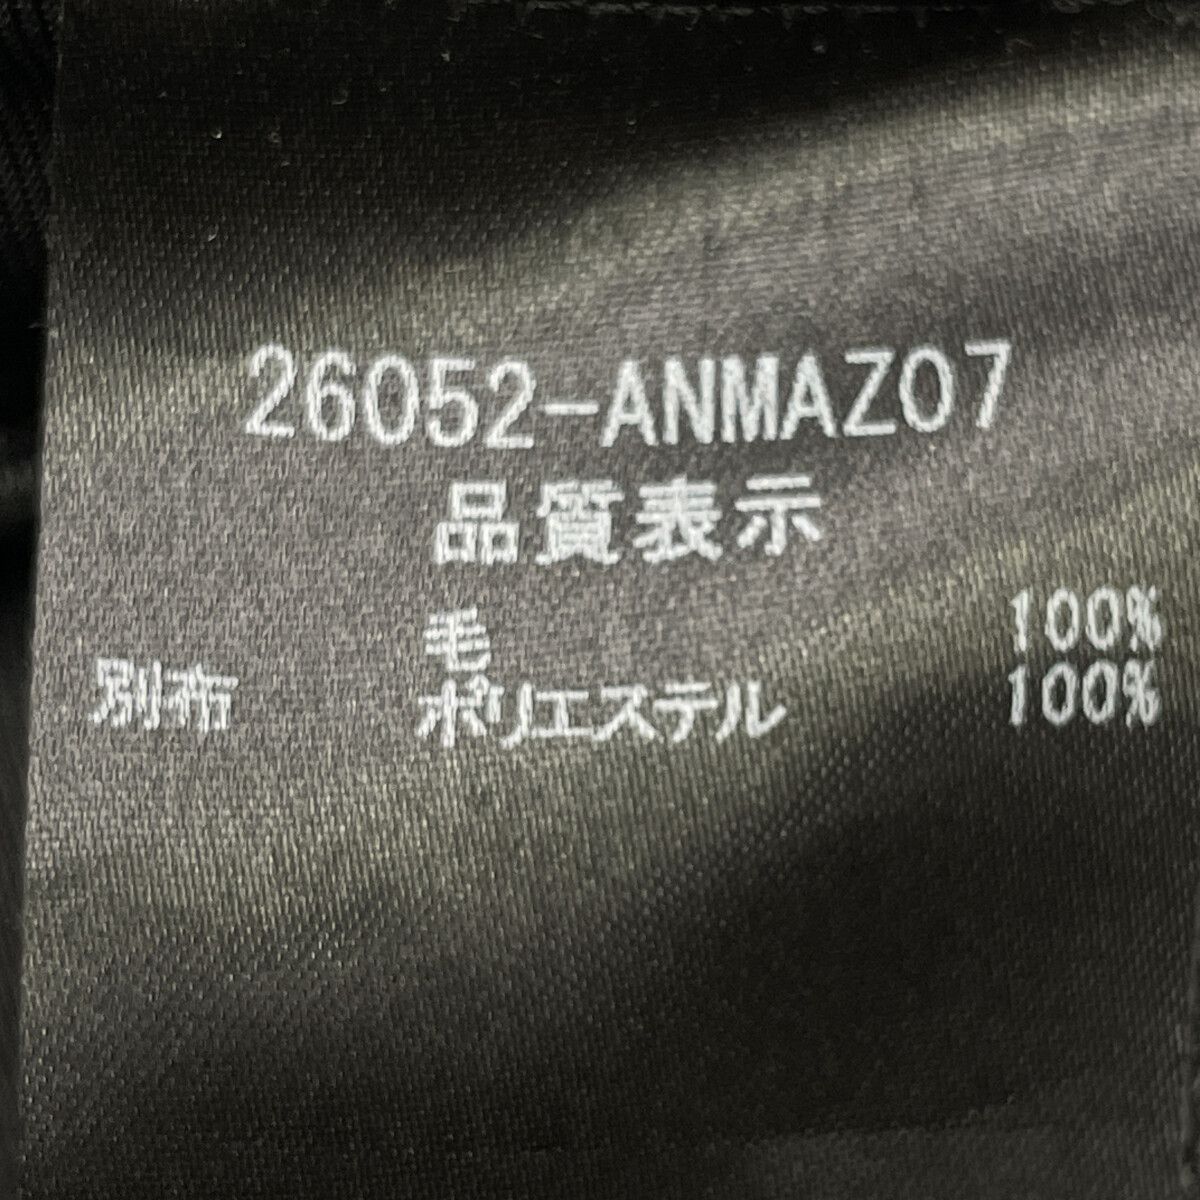 26052-ANMAZ07
品質表示
毛 100%
別布 ポリエステル 100%